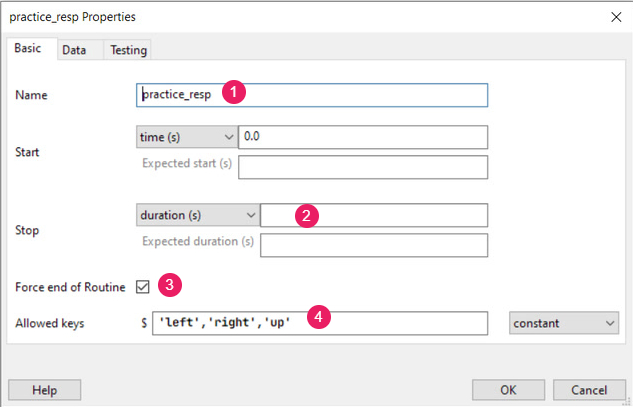 practice_resp Properties
Basic Data Testing
Name practice_resp 1
time (s) 0.0
Start
Expected start (s)
duration (s) 2
Stop
Expected duration (s)
Force end of Routine 3
Allowed keys $ 'left','right','up' 4 constant
Help OK Cancel